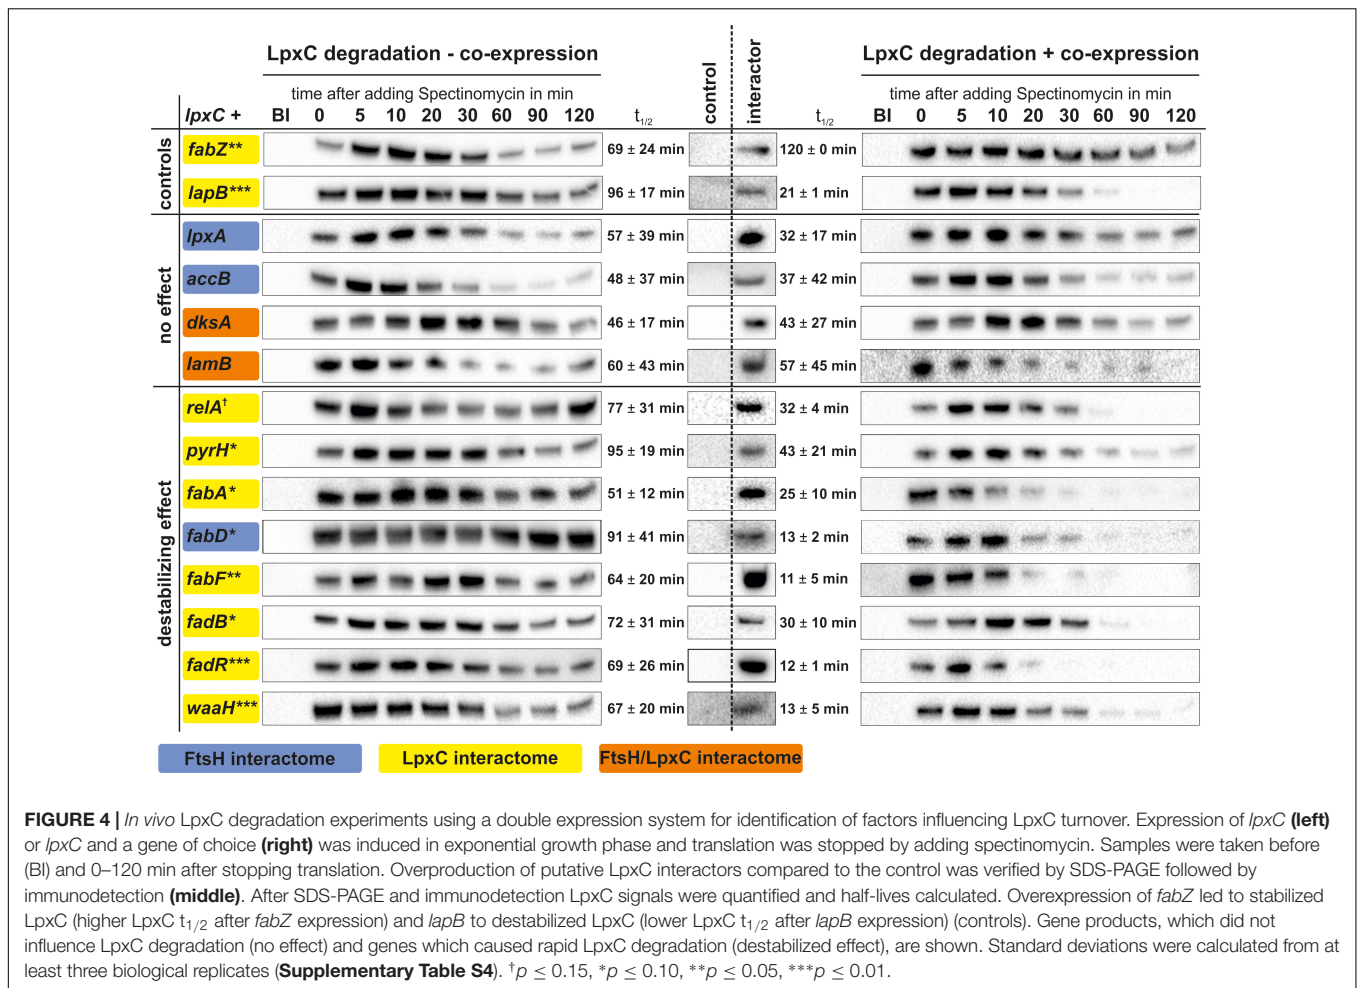 LpxC degradation - co-expression
control
interactor
LpxC degradation + co-expression
time after adding Spectinomycin in min
time after adding Spectinomycin in min
lpxC + BI 0 5 10 20 30 60 90 120 t1/2 t1/2 BI 0 5 10 20 30 60 90 120
controls
fabZ** 69 ± 24 min 120 ± 0 min
lapB*** 96 ± 17 min 21 ± 1 min
no effect
lpxA 57 ± 39 min 32 ± 17 min
accB 48 ± 37 min 37 ± 42 min
dksA 46 ± 17 min 43 ± 27 min
lamB 60 ± 43 min 57 ± 45 min
destabilizing effect
relA† 77 ± 31 min 32 ± 4 min
pyrH* 95 ± 19 min 43 ± 21 min
fabA* 51 ± 12 min 25 ± 10 min
fabD* 91 ± 41 min 13 ± 2 min
fabF** 64 ± 20 min 11 ± 5 min
fadB* 72 ± 31 min 30 ± 10 min
fadR*** 69 ± 26 min 12 ± 1 min
waaH*** 67 ± 20 min 13 ± 5 min
FtsH interactome LpxC interactome FtsH/LpxC interactome
FIGURE 4 | In vivo LpxC degradation experiments using a double expression system for identification of factors influencing LpxC turnover. Expression of lpxC (left)
or lpxC and a gene of choice (right) was induced in exponential growth phase and translation was stopped by adding spectinomycin. Samples were taken before
(BI) and 0–120 min after stopping translation. Overproduction of putative LpxC interactors compared to the control was verified by SDS-PAGE followed by
immunodetection (middle). After SDS-PAGE and immunodetection LpxC signals were quantified and half-lives calculated. Overexpression of fabZ led to stabilized
LpxC (higher LpxC t1/2 after fabZ expression) and lapB to destabilized LpxC (lower LpxC t1/2 after lapB expression) (controls). Gene products, which did not
influence LpxC degradation (no effect) and genes which caused rapid LpxC degradation (destabilized effect), are shown. Standard deviations were calculated from at
least three biological replicates (Supplementary Table S4). †p ≤ 0.15, *p ≤ 0.10, **p ≤ 0.05, ***p ≤ 0.01.